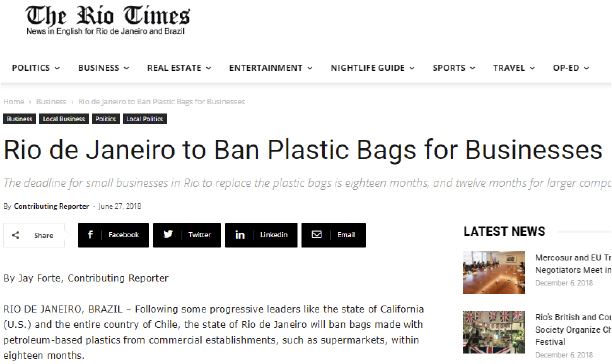 The Rio Times
News in English for Rio de Janeiro and Brazil
POLITICS BUSINESS REAL ESTATE ENTERTAINMENT NIGHTLIFE GUIDE SPORTS TRAVEL OP-ED
Home › Business › Rio de Janeiro to Ban Plastic Bags for Businesses
Business Local Business Politics Local Politics
Rio de Janeiro to Ban Plastic Bags for Businesses
The deadline for small businesses in Rio to replace the plastic bags is eighteen months, and twelve months for larger compa
By Contributing Reporter - June 27, 2018
Share Facebook Twitter Linkedin Email
By Jay Forte, Contributing Reporter
RIO DE JANEIRO, BRAZIL – Following some progressive leaders like the state of California
(U.S.) and the entire country of Chile, the state of Rio de Janeiro will ban bags made with
petroleum-based plastics from commercial establishments, such as supermarkets, within
eighteen months.
LATEST NEWS
Mercosur and EU Tr
Negotiators Meet in
December 6, 2018
Rio's British and Co
Society Organize Ch
Festival
December 6, 2018